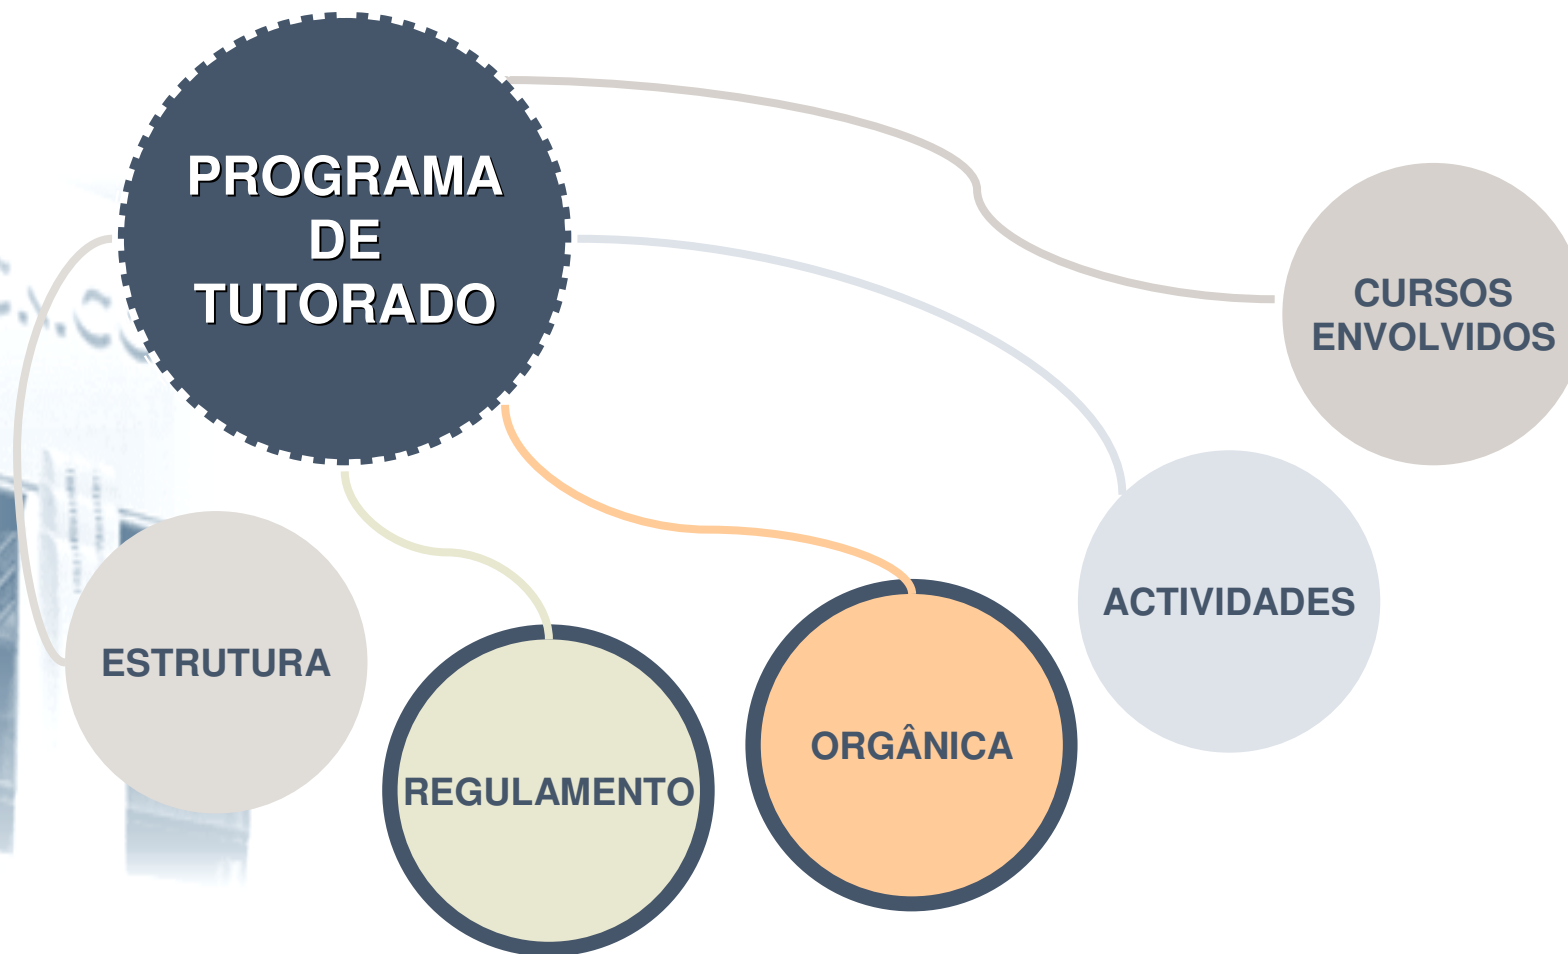 PROGRAMA
DE
TUTORADO
CURSOS
ENVOLVIDOS
ACTIVIDADES
ESTRUTURA
ORGÂNICA
REGULAMENTO